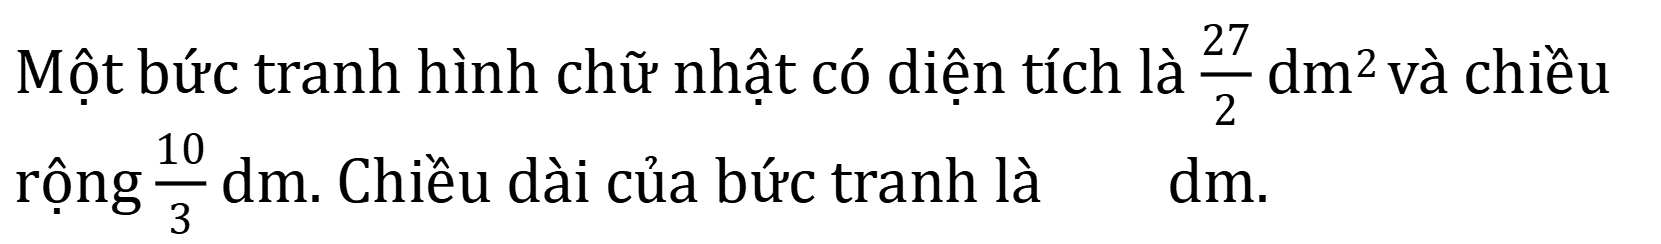 Một bức tranh hình chữ nhật có diện tích là 27/2 dm² và chiều
rộng 10/3 dm. Chiều dài của bức tranh là dm.